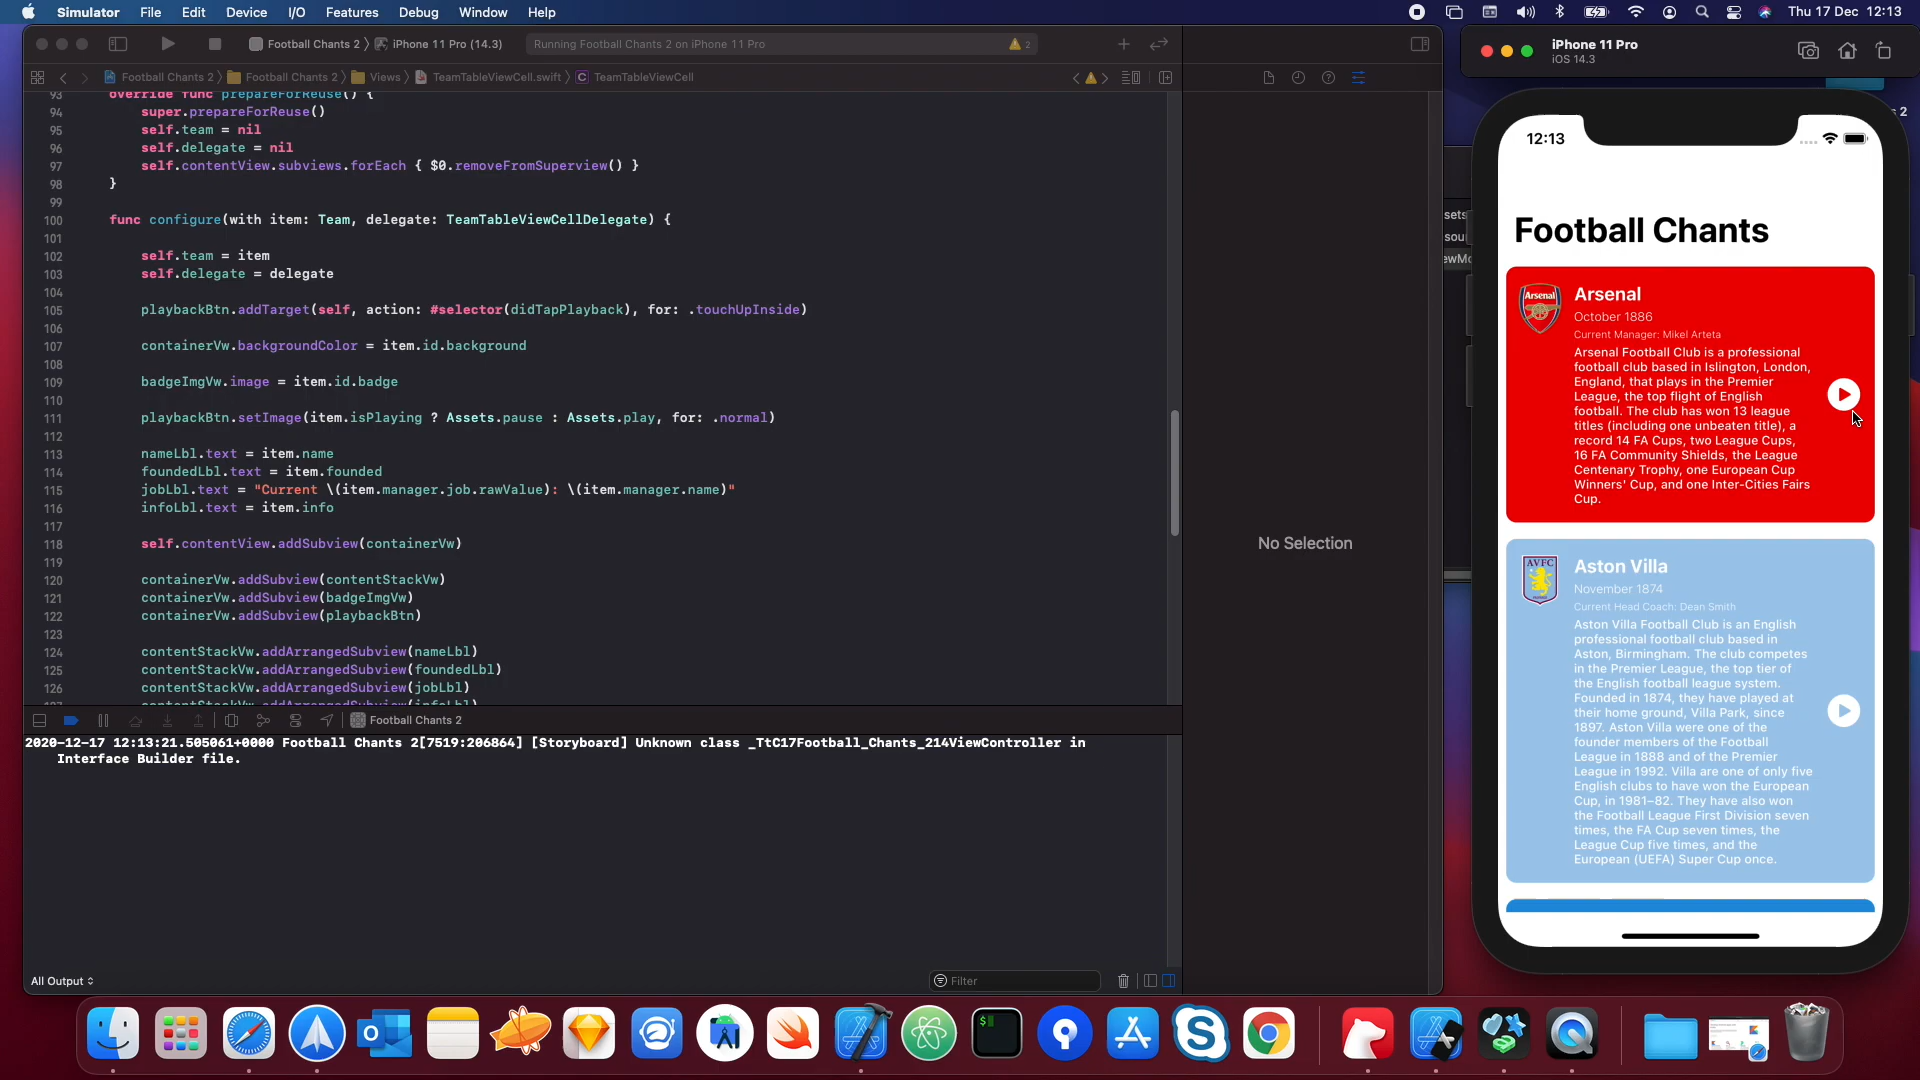 Simulator File Edit Device I/O Features Debug Window Help
Thu 17 Dec 12:13
Football Chants 2 iPhone 11 Pro (14.3)
Running Football Chants 2 on iPhone 11 Pro
2
Football Chants 2 Football Chants 2 Views TeamTableViewCell.swift TeamTableViewCell
93 override func prepareForReuse() {
94 super.prepareForReuse()
95 self.team = nil
96 self.delegate = nil
97 self.contentView.subviews.forEach { $0.removeFromSuperview() }
98 }
99
100 func configure(with item: Team, delegate: TeamTableViewCellDelegate) {
101
102 self.team = item
103 self.delegate = delegate
104
105 playbackBtn.addTarget(self, action: #selector(didTapPlayback), for: .touchUpInside)
106
107 containerVw.backgroundColor = item.id.background
108
109 badgeImgVw.image = item.id.badge
110
111 playbackBtn.setImage(item.isPlaying ? Assets.pause : Assets.play, for: .normal)
112
113 nameLbl.text = item.name
114 foundedLbl.text = item.founded
115 jobLbl.text = "Current \(item.manager.job.rawValue): \(item.manager.name)"
116 infoLbl.text = item.info
117
118 self.contentView.addSubview(containerVw)
119
120 containerVw.addSubview(contentStackVw)
121 containerVw.addSubview(badgeImgVw)
122 containerVw.addSubview(playbackBtn)
123
124 contentStackVw.addArrangedSubview(nameLbl)
125 contentStackVw.addArrangedSubview(foundedLbl)
126 contentStackVw.addArrangedSubview(jobLbl)
Football Chants 2
2020-12-17 12:13:21.505061+0000 Football Chants 2[7519:206864] [Storyboard] Unknown class _TtC17Football_Chants_214ViewController in
Interface Builder file.
All Output
Filter
No Selection
sets
sou
ewMo
2
iPhone 11 Pro
iOS 14.3
12:13
Football Chants
Arsenal
Arsenal
October 1886
Current Manager: Mikel Arteta
Arsenal Football Club is a professional
football club based in Islington, London,
England, that plays in the Premier
League, the top flight of English
football. The club has won 13 league
titles (including one unbeaten title), a
record 14 FA Cups, two League Cups,
16 FA Community Shields, the League
Centenary Trophy, one European Cup
Winners' Cup, and one Inter-Cities Fairs
Cup.
AVFC
Aston Villa
November 1874
Current Head Coach: Dean Smith
Aston Villa Football Club is an English
professional football club based in
Aston, Birmingham. The club competes
in the Premier League, the top tier of
the English football league system.
Founded in 1874, they have played at
their home ground, Villa Park, since
1897. Aston Villa were one of the
founder members of the Football
League in 1888 and of the Premier
League in 1992. Villa are one of only five
English clubs to have won the European
Cup, in 1981–82. They have also won
the Football League First Division seven
times, the FA Cup seven times, the
League Cup five times, and the
European (UEFA) Super Cup once.